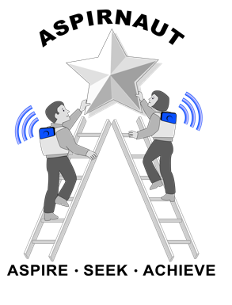 ASPIRNAUT
ASPIRE · SEEK · ACHIEVE